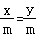 x/m = y/m